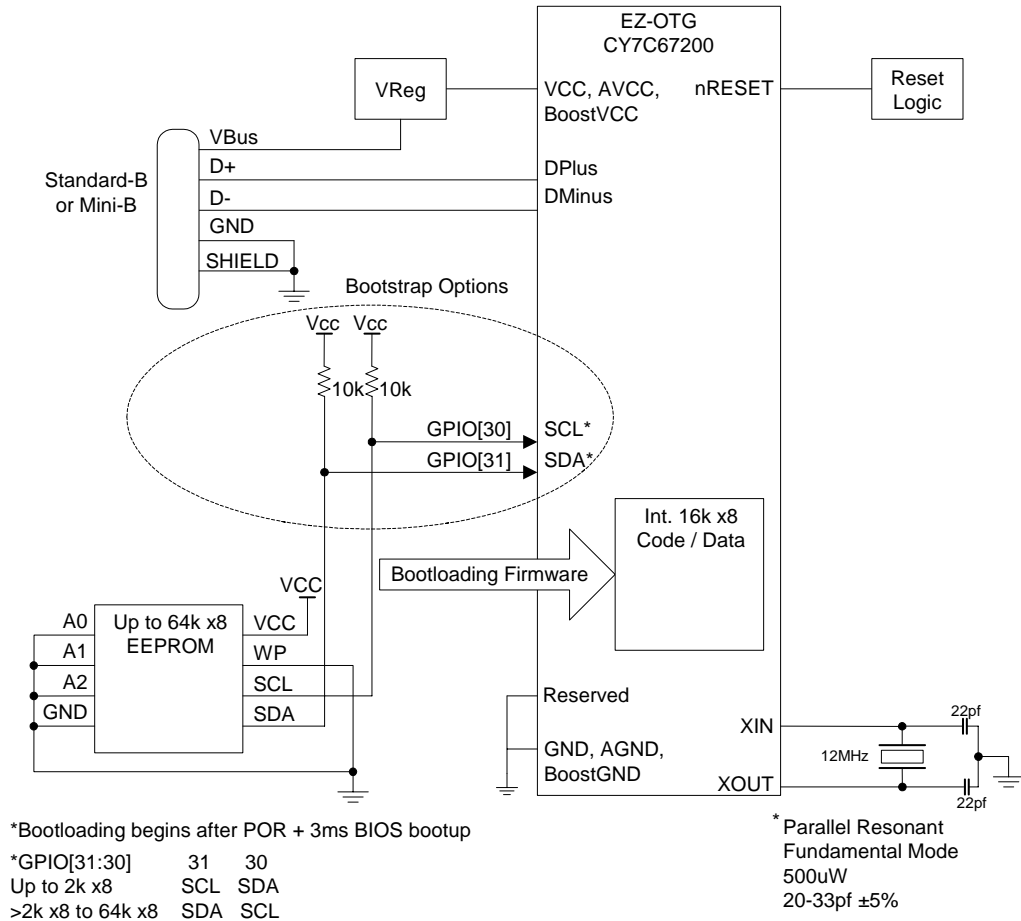 EZ-OTG
CY7C67200
VReg
VCC, AVCC,
BoostVCC
nRESET
Reset
Logic
VBus
D+
D-
GND
SHIELD
Standard-B
or Mini-B
DPlus
DMinus
Bootstrap Options
Vcc Vcc
10k 10k
GPIO[30]
SCL*
GPIO[31]
SDA*
Int. 16k x8
Code / Data
Bootloading Firmware
VCC
A0
A1
A2
GND
Up to 64k x8
EEPROM
VCC
WP
SCL
SDA
Reserved
GND, AGND,
BoostGND
XIN
XOUT
22pf
12MHz
22pf
*Bootloading begins after POR + 3ms BIOS bootup
*GPIO[31:30] 31 30
Up to 2k x8 SCL SDA
>2k x8 to 64k x8 SDA SCL
* Parallel Resonant
Fundamental Mode
500uW
20-33pf ±5%